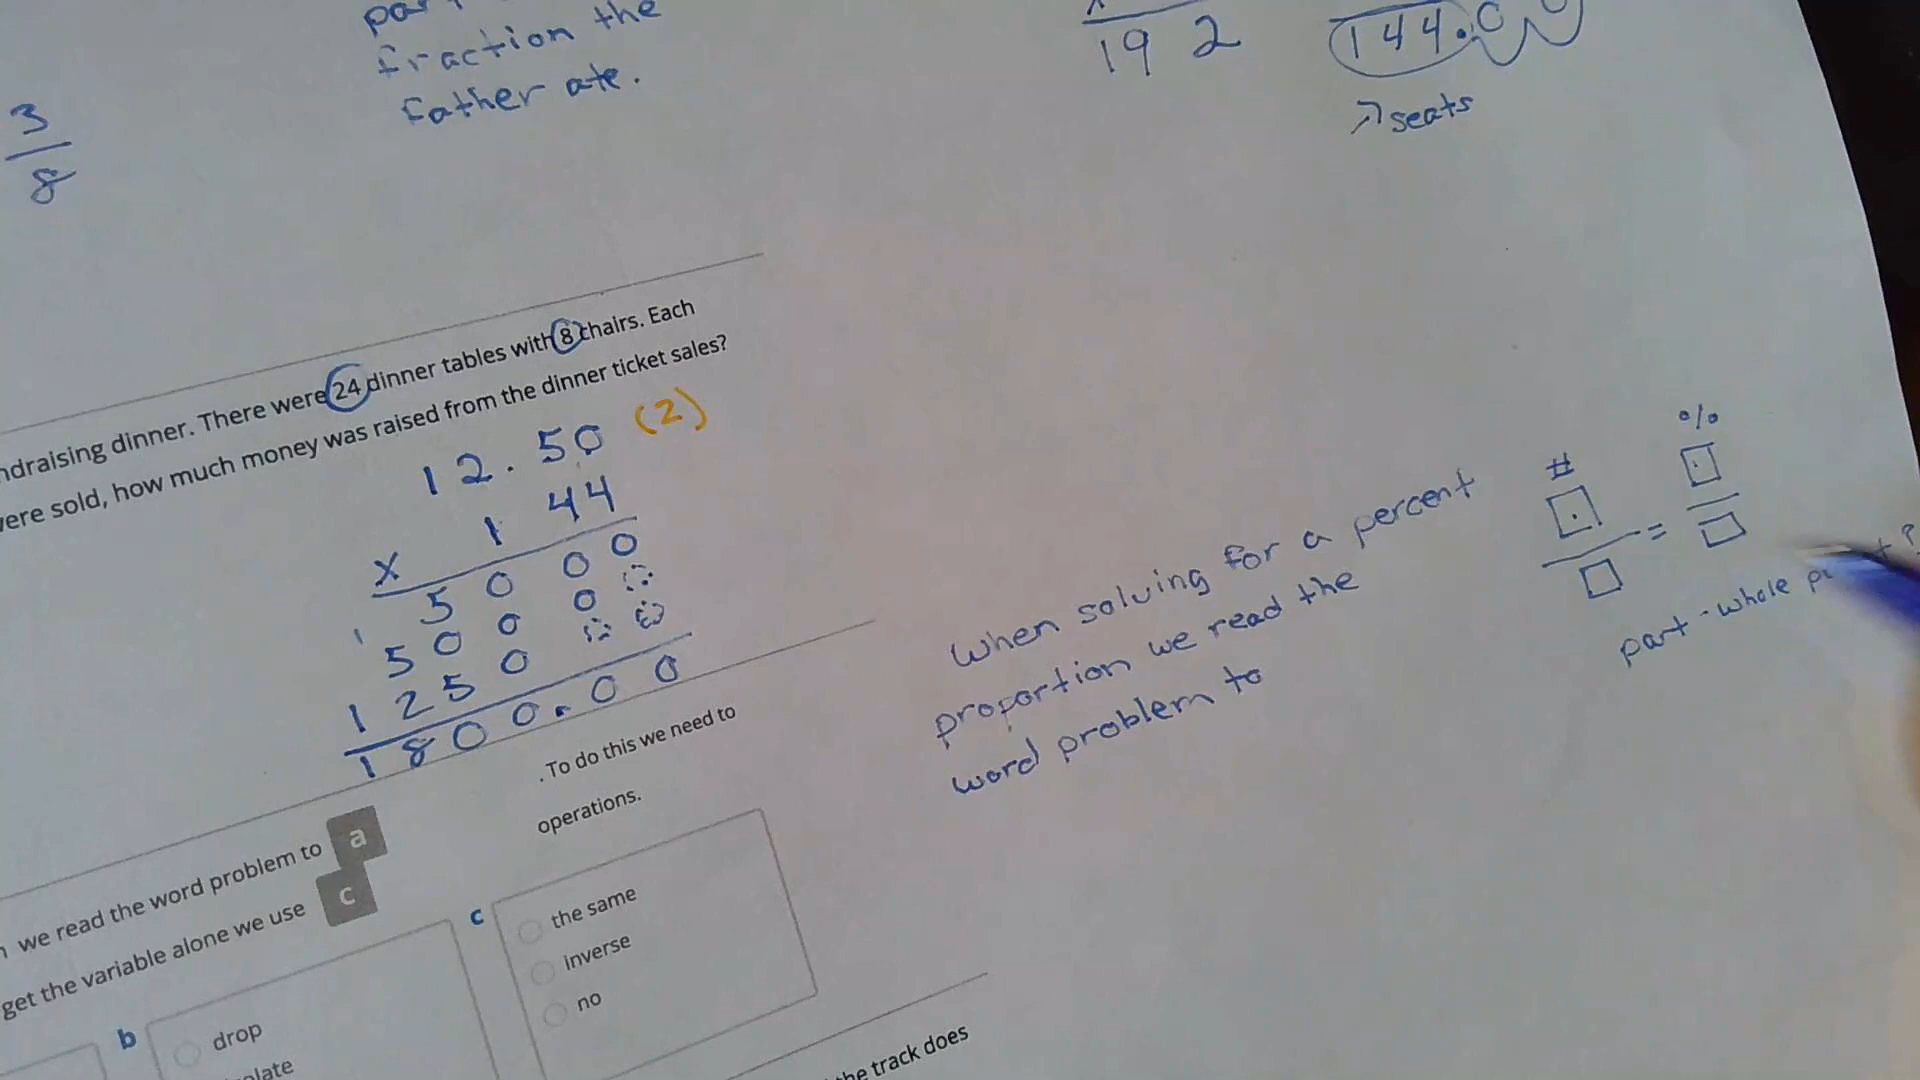 fraction the
father ate.
3
8
19 2
144.0
seats
dinner. There were 24 dinner tables with 8 chairs. Each
sold, how much money was raised from the dinner ticket sales?
12.50 (2)
x 1 44
5 0 0 0
5 0 0 0
1 2 5 0
1 8 0 0 . 0 0
When solving for a percent
proportion we read the
word problem to
# %
=
part - whole
. To do this we need to
operations.
we read the word problem to a
get the variable alone we use c
b
drop
c
the same
inverse
no
track does